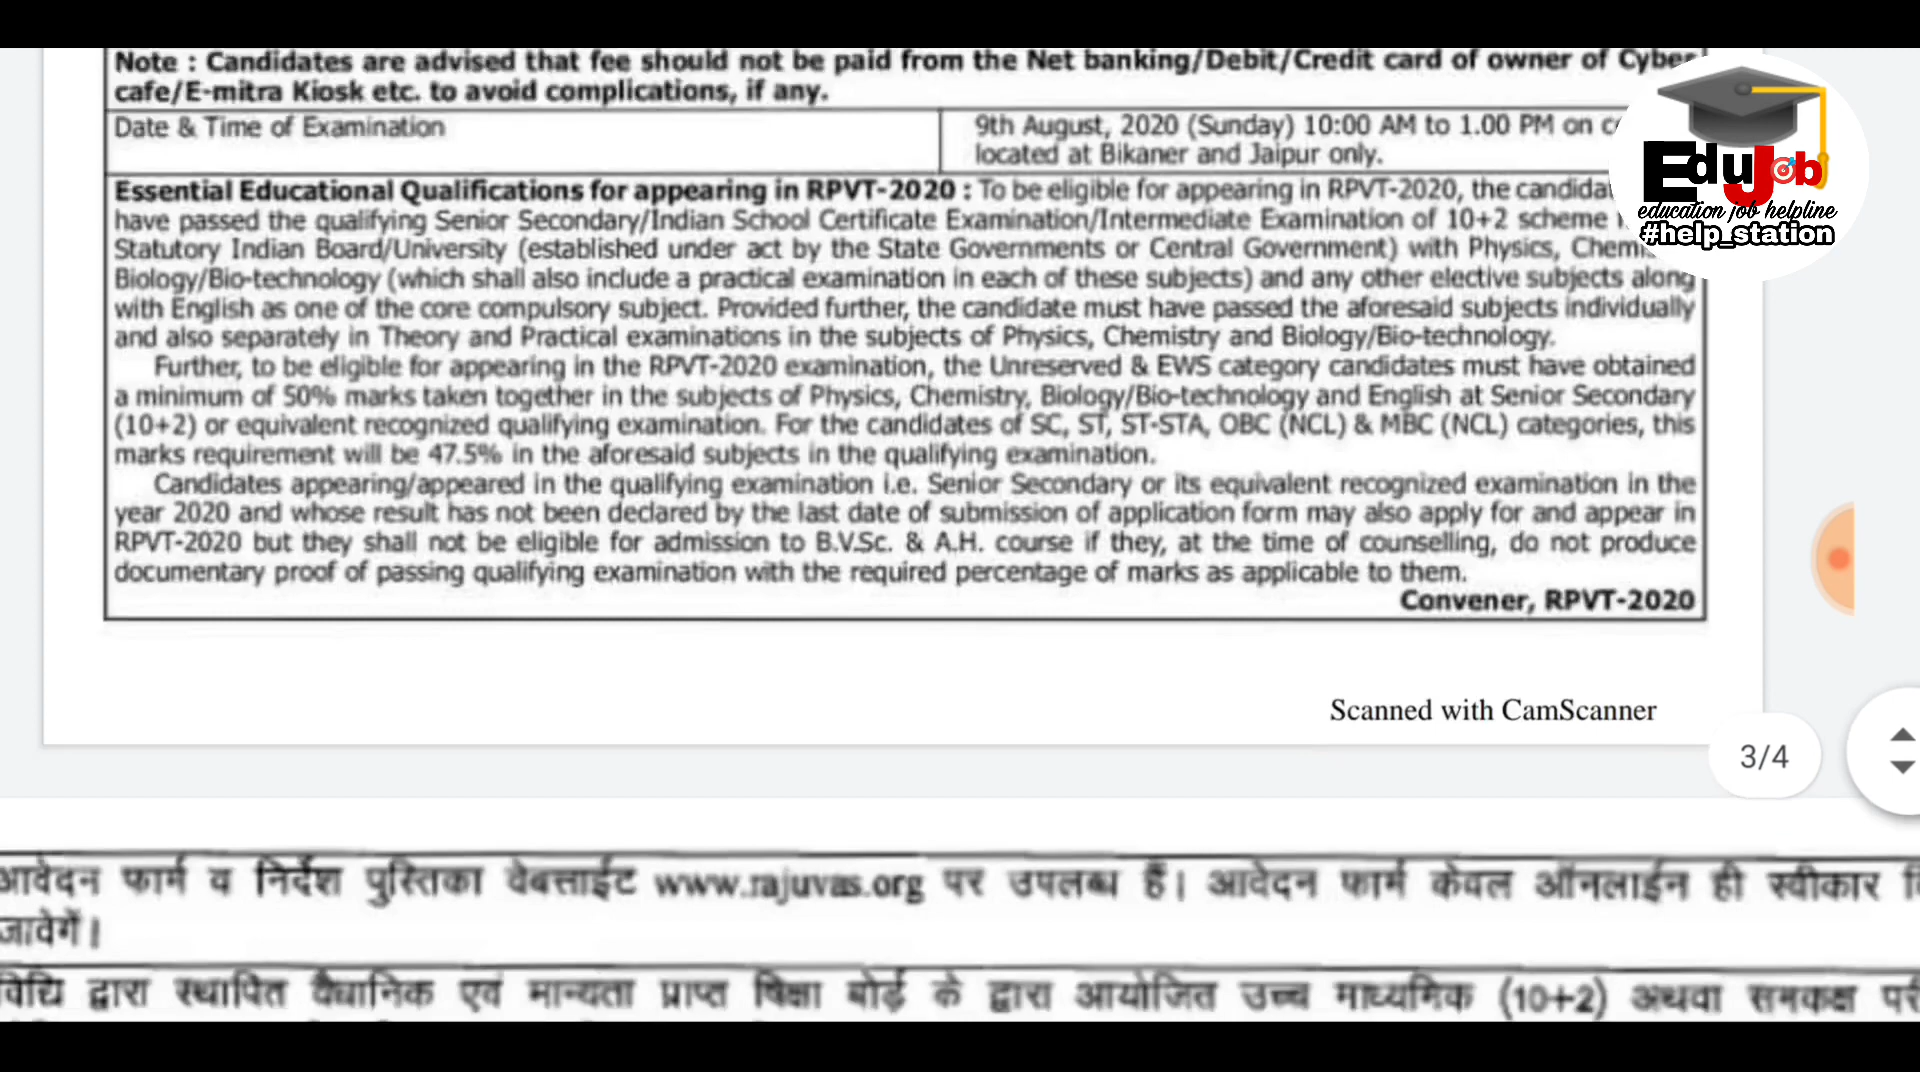 Note : Candidates are advised that fee should not be paid from the Net banking/Debit/Credit card of owner of Cyber
cafe/E-mitra Kiosk etc. to avoid complications, if any.
Date & Time of Examination
9th August, 2020 (Sunday) 10:00 AM to 1.00 PM on
located at Bikaner and Jaipur only.
Essential Educational Qualifications for appearing in RPVT-2020 : To be eligible for appearing in RPVT-2020, the
have passed the qualifying Senior Secondary/Indian School Certificate Examination/Intermediate Examination of 10+2 scheme
Statutory Indian Board/University (established under act by the State Governments or Central Government) with Physics,
Biology/Bio-technology (which shall also include a practical examination in each of these subjects) and any other elective subjects along
with English as one of the core compulsory subject. Provided further, the candidate must have passed the aforesaid subjects individually
and also separately in Theory and Practical examinations in the subjects of Physics, Chemistry and Biology/Bio-technology.
Further, to be eligible for appearing in the RPVT-2020 examination, the Unreserved & EWS category candidates must have obtained
a minimum of 50% marks taken together in the subjects of Physics, Chemistry, Biology/Bio-technology and English at Senior Secondary
(10+2) or equivalent recognized qualifying examination. For the candidates of SC, ST, ST-STA, OBC (NCL) & MBC (NCL) categories, this
marks requirement will be 47.5% in the aforesaid subjects in the qualifying examination.
Candidates appearing/appeared in the qualifying examination i.e. Senior Secondary or its equivalent recognized examination in the
year 2020 and whose result has not been declared by the last date of submission of application form may also apply for and appear in
RPVT-2020 but they shall not be eligible for admission to B.V.Sc. & A.H. course if they, at the time of counselling, do not produce
documentary proof of passing qualifying examination with the required percentage of marks as applicable to them.
Convener, RPVT-2020
EduJob
education job helpline
#help_station
Scanned with CamScanner
3/4
आवेदन फार्म व निर्देश पुस्तिका वेबसाईट www.rajuvas.org पर उपलब्ध हैं। आवेदन फार्म केवल ऑनलाईन ही स्वीकार
जावेगें।
विधि द्वारा स्थापित वैधानिक एवं मान्यता प्राप्त षिक्षा बोर्ड के द्वारा आयोजित उच्च माध्यमिक (10+2) अथवा समकक्ष